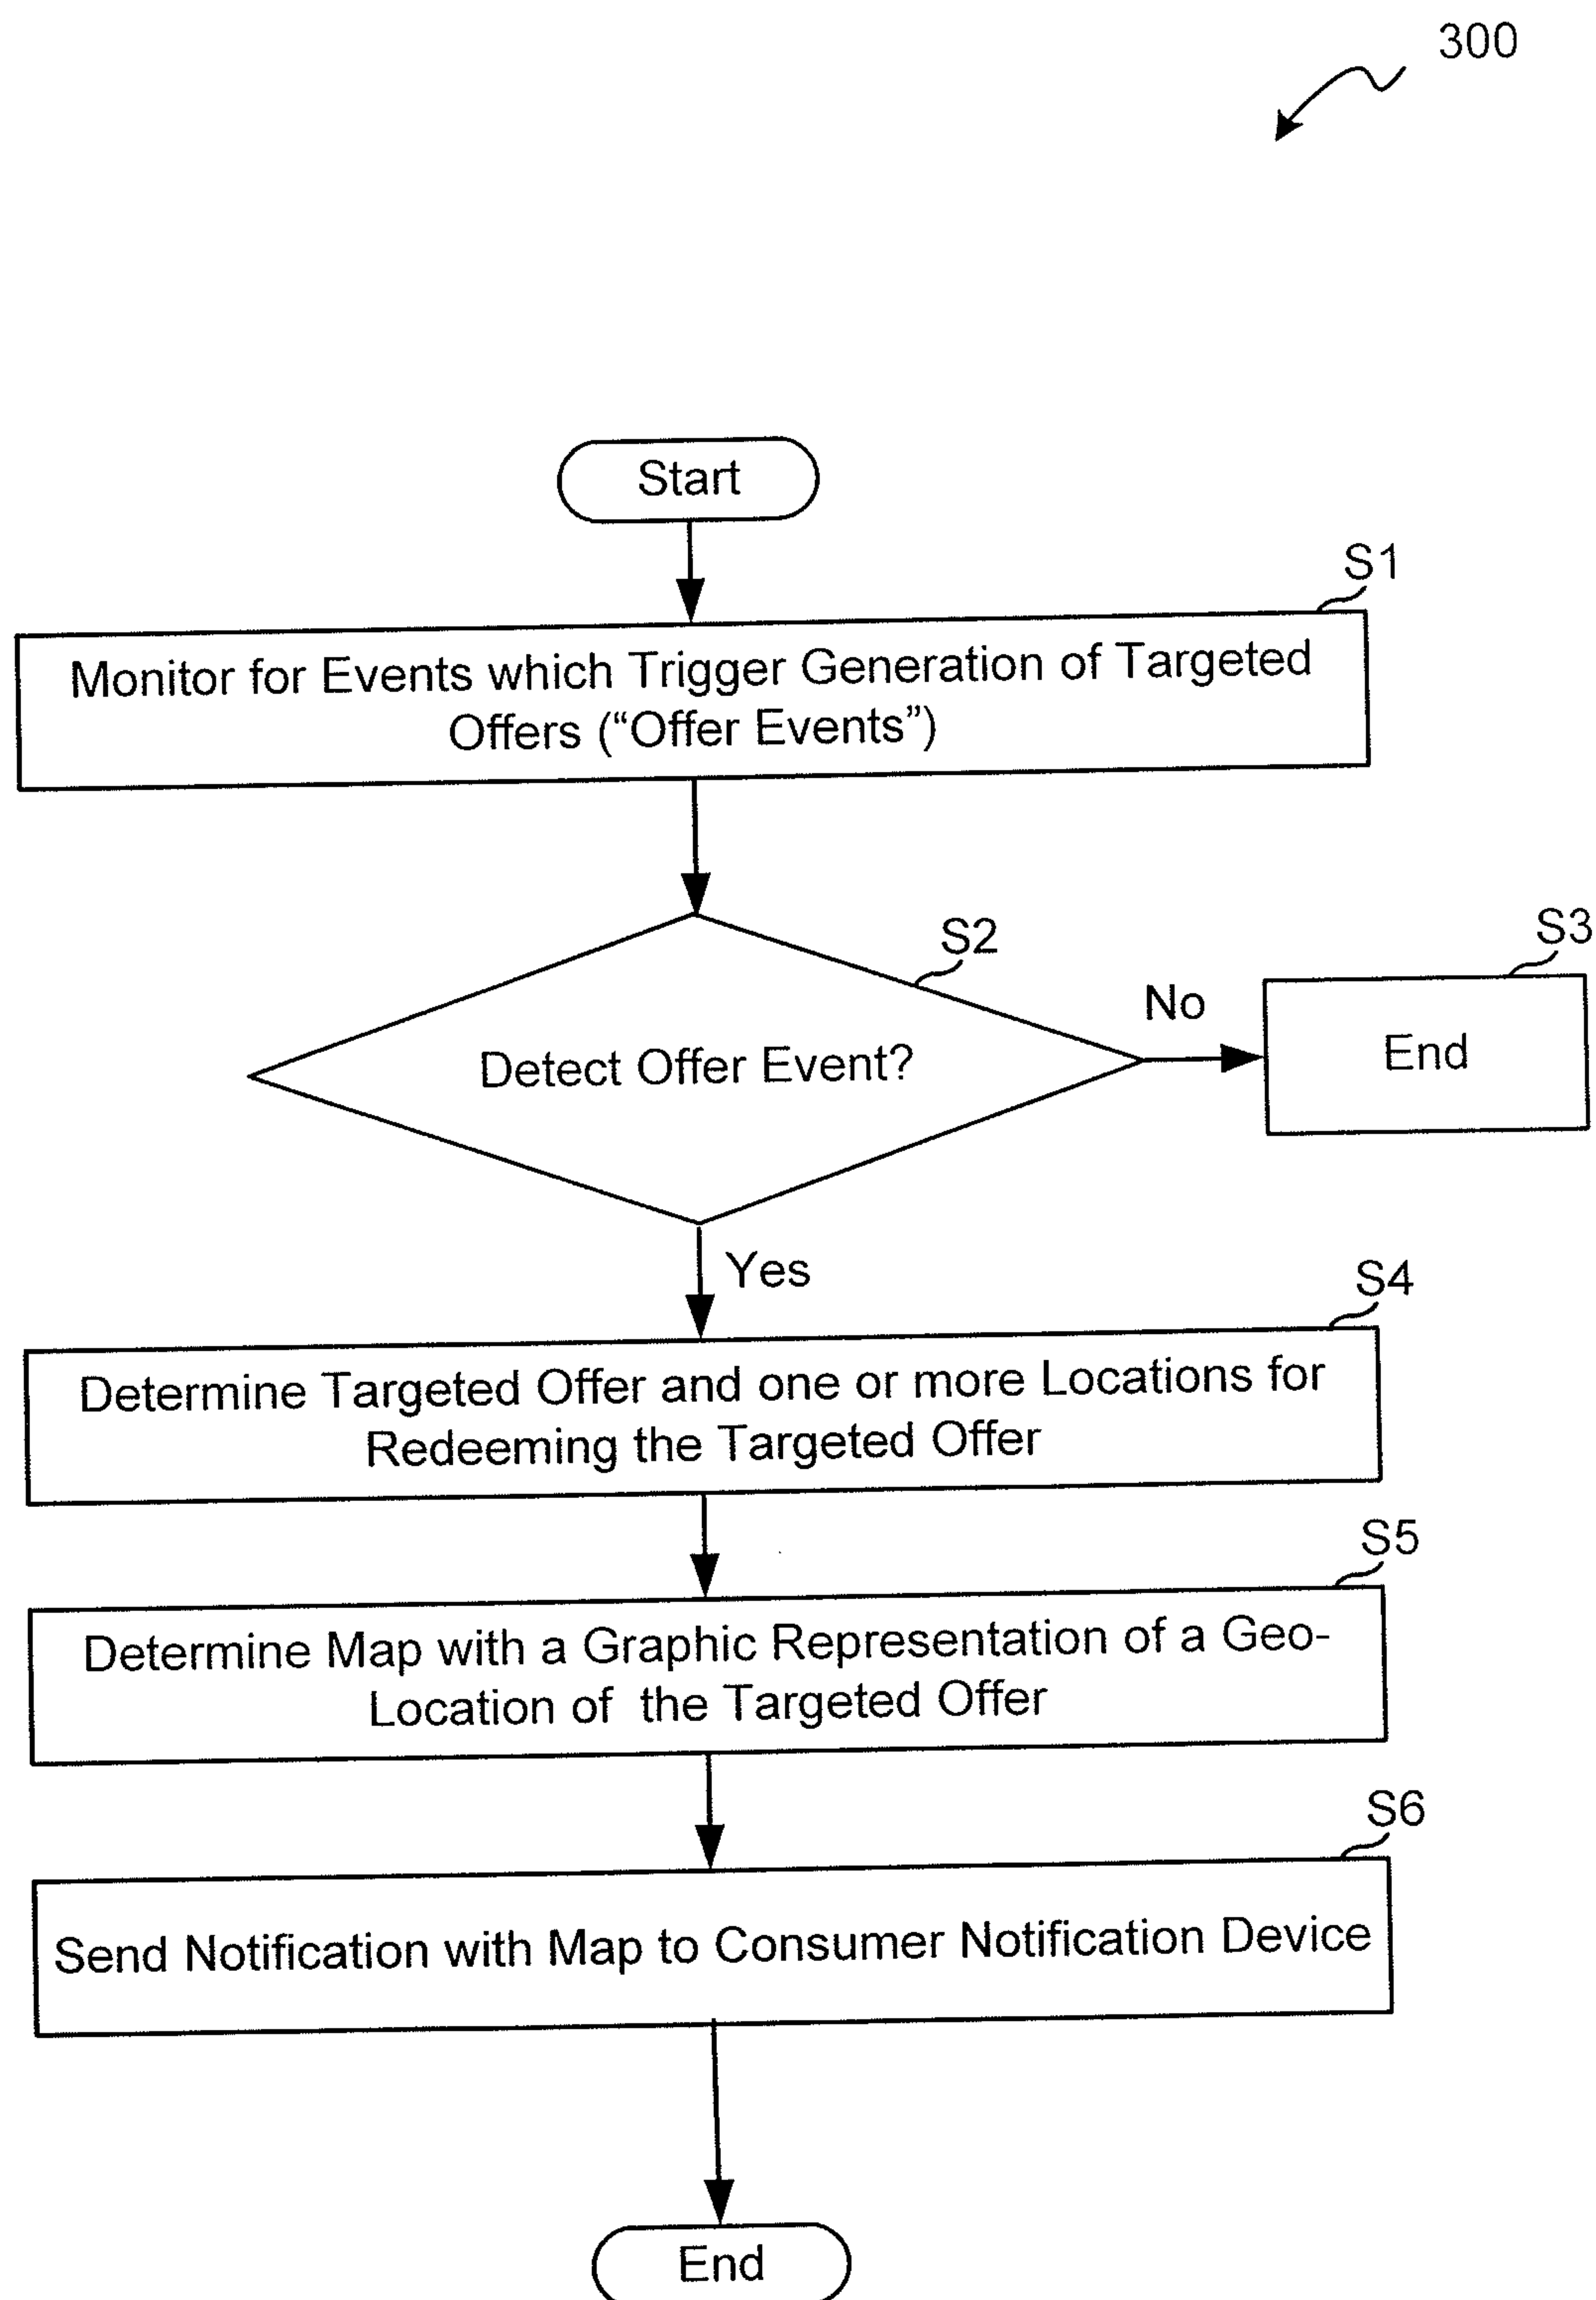 300
Start
S1
Monitor for Events which Trigger Generation of Targeted
Offers (“Offer Events”)
S2
Detect Offer Event?
No
S3
End
Yes
S4
Determine Targeted Offer and one or more Locations for
Redeeming the Targeted Offer
S5
Determine Map with a Graphic Representation of a Geo-
Location of the Targeted Offer
S6
Send Notification with Map to Consumer Notification Device
End